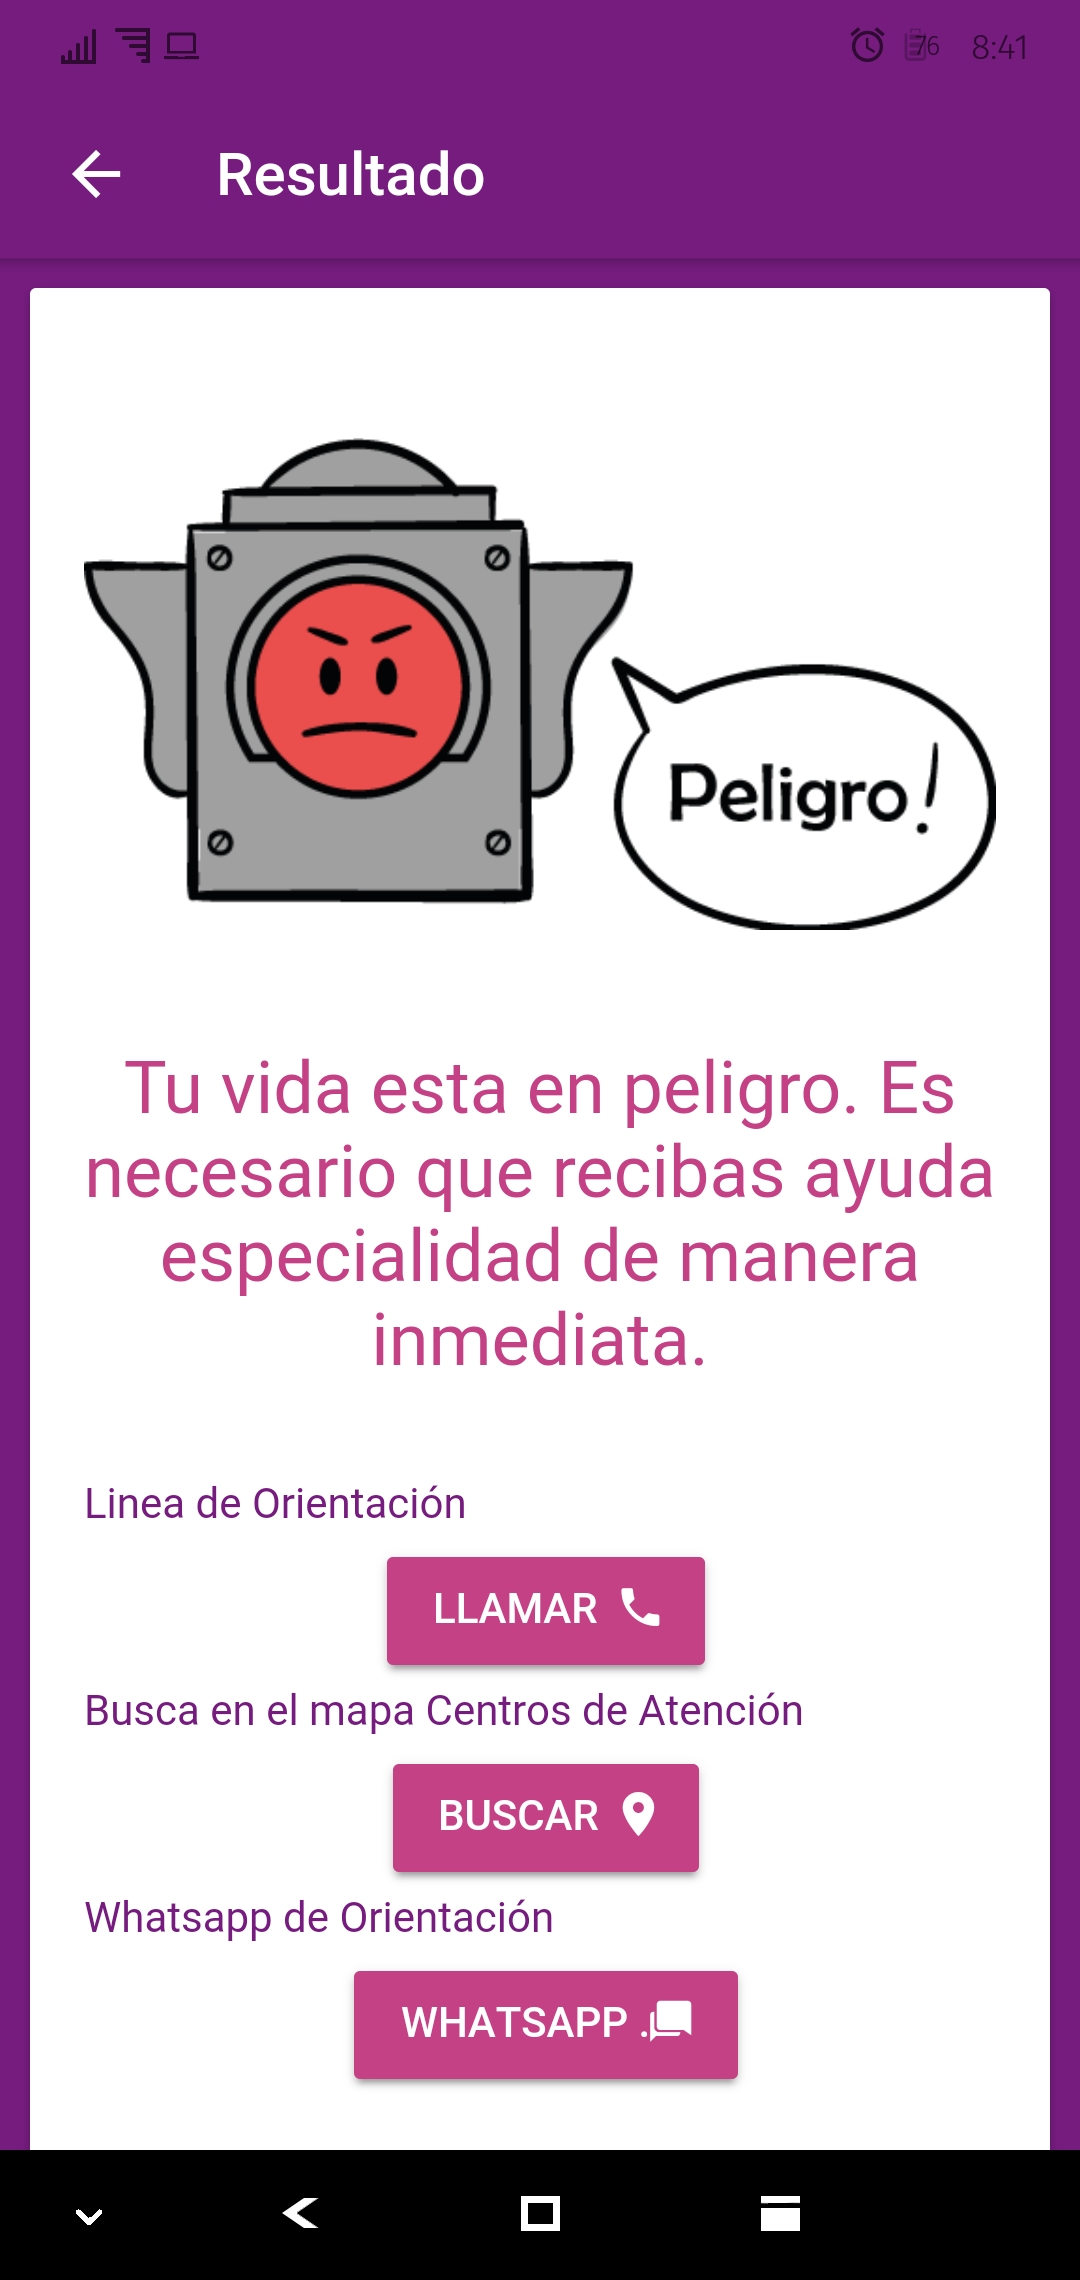 76 8:41
Resultado
Peligro!
Tu vida esta en peligro. Es
necesario que recibas ayuda
especialidad de manera
inmediata.
Linea de Orientación
LLAMAR
Busca en el mapa Centros de Atención
BUSCAR
Whatsapp de Orientación
WHATSAPP